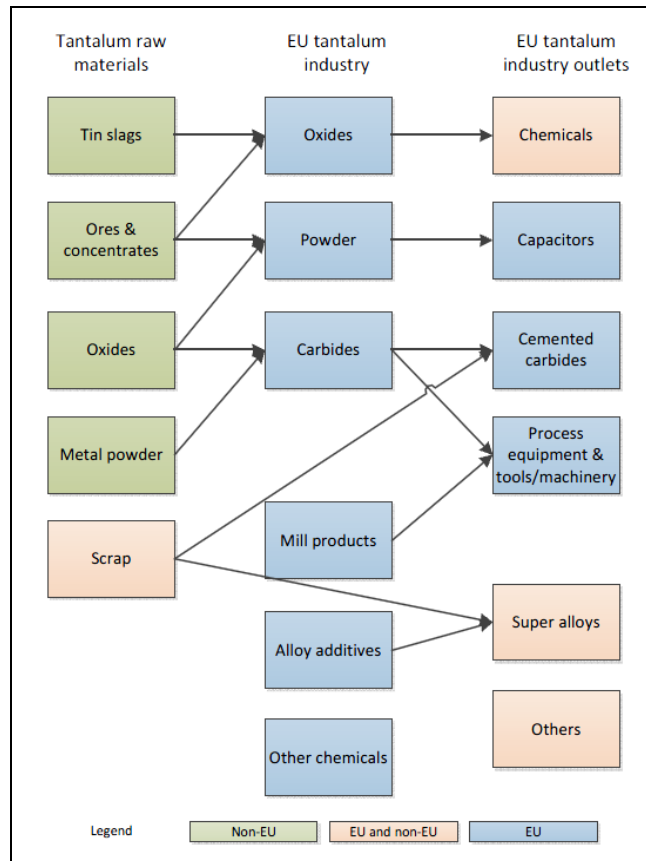 Tantalum raw
materials
EU tantalum
industry
EU tantalum
industry outlets
Tin slags
Oxides
Chemicals
Ores &
concentrates
Powder
Capacitors
Oxides
Carbides
Cemented
carbides
Metal powder
Process
equipment &
tools/machinery
Scrap
Mill products
Alloy additives
Super alloys
Other chemicals
Others
Legend
Non-EU
EU and non-EU
EU